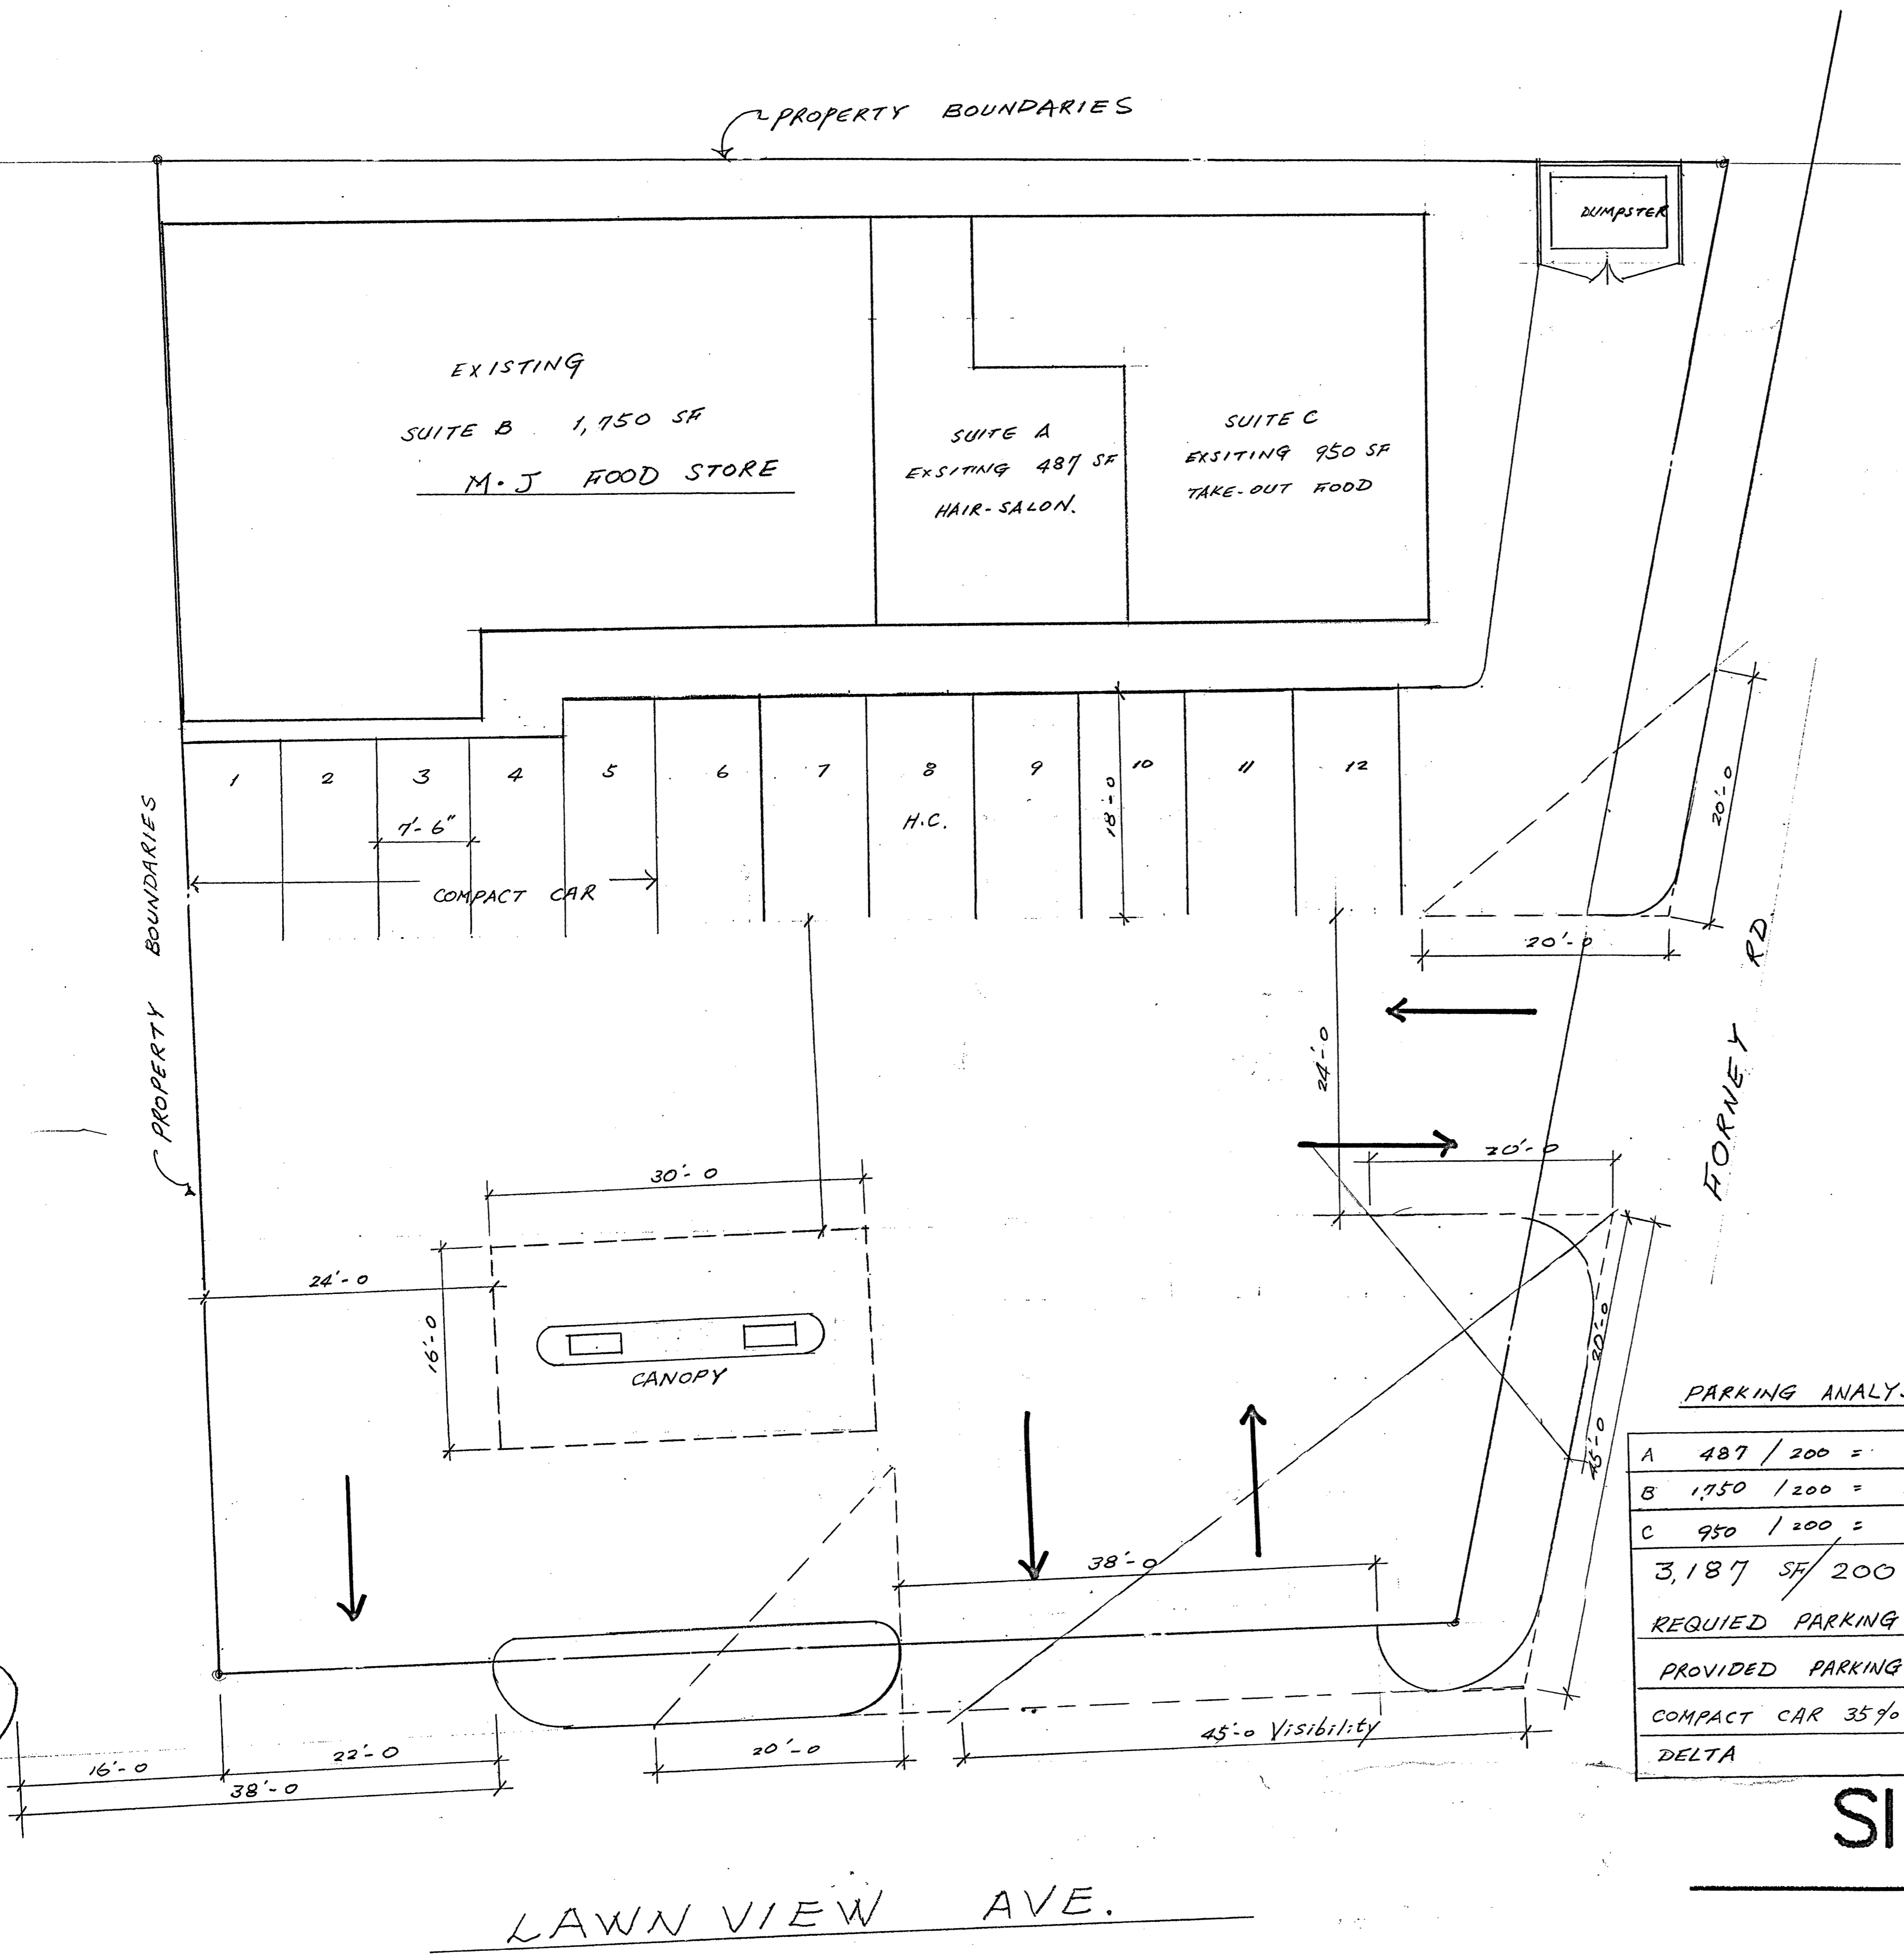 PROPERTY BOUNDARIES
DUMPSTER
EXISTING
SUITE B 1,750 SF
M.J FOOD STORE
SUITE A
EXSITING 487 SF
HAIR-SALON.
SUITE C
EXSITING 950 SF
TAKE-OUT FOOD
1 2 3 4 5 6 7 8 9 10 11 12
7'-6"
H.C.
18'-0
COMPACT CAR
PROPERTY BOUNDARIES
20'-0
20'-0
FORNEY RD.
24'-0
20'-0
30'-0
24'-0
16'-0
CANOPY
20'-0
45'-0
38'-0
PARKING ANALY
A 487 / 200 =
B 1,750 / 200 =
C 950 / 200 =
3,187 SF/ 200
REQUIED PARKING
PROVIDED PARKING
COMPACT CAR 35%
DELTA
45'-0 Visibility
20'-0
22'-0
16'-0
38'-0
SI
LAWN VIEW AVE.